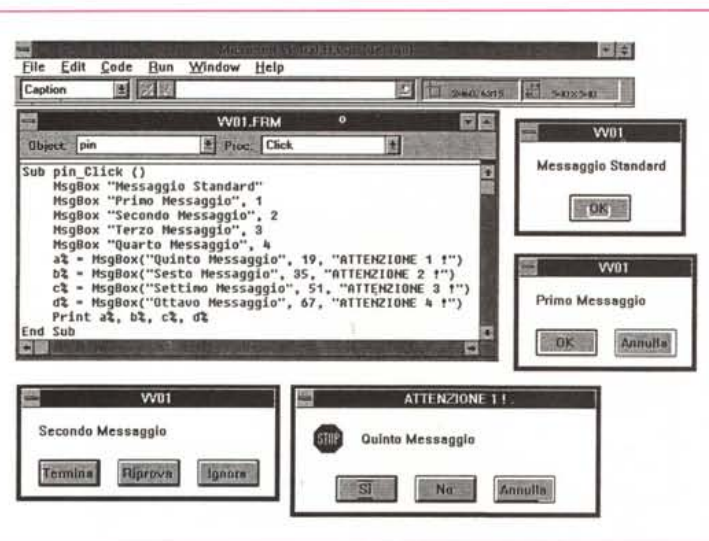 File Edit Code Run Window Help
Caption
VV01.FRM
Object: pin Proc: Click
Sub pin_Click ()
MsgBox "Messaggio Standard"
MsgBox "Primo Messaggio", 1
MsgBox "Secondo Messaggio", 2
MsgBox "Terzo Messaggio", 3
MsgBox "Quarto Messaggio", 4
a% = MsgBox("Quinto Messaggio", 19, "ATTENZIONE 1 !")
b% = MsgBox("Sesto Messaggio", 35, "ATTENZIONE 2 !")
c% = MsgBox("Settimo Messaggio", 51, "ATTENZIONE 3 !")
d% = MsgBox("Ottavo Messaggio", 67, "ATTENZIONE 4 !")
Print a%, b%, c%, d%
End Sub
VV01
Messaggio Standard
OK
VV01
Primo Messaggio
OK Annulla
VV01
Secondo Messaggio
Termina Riprova Ignora
ATTENZIONE 1 !
STOP Quinto Messaggio
Sì No Annulla